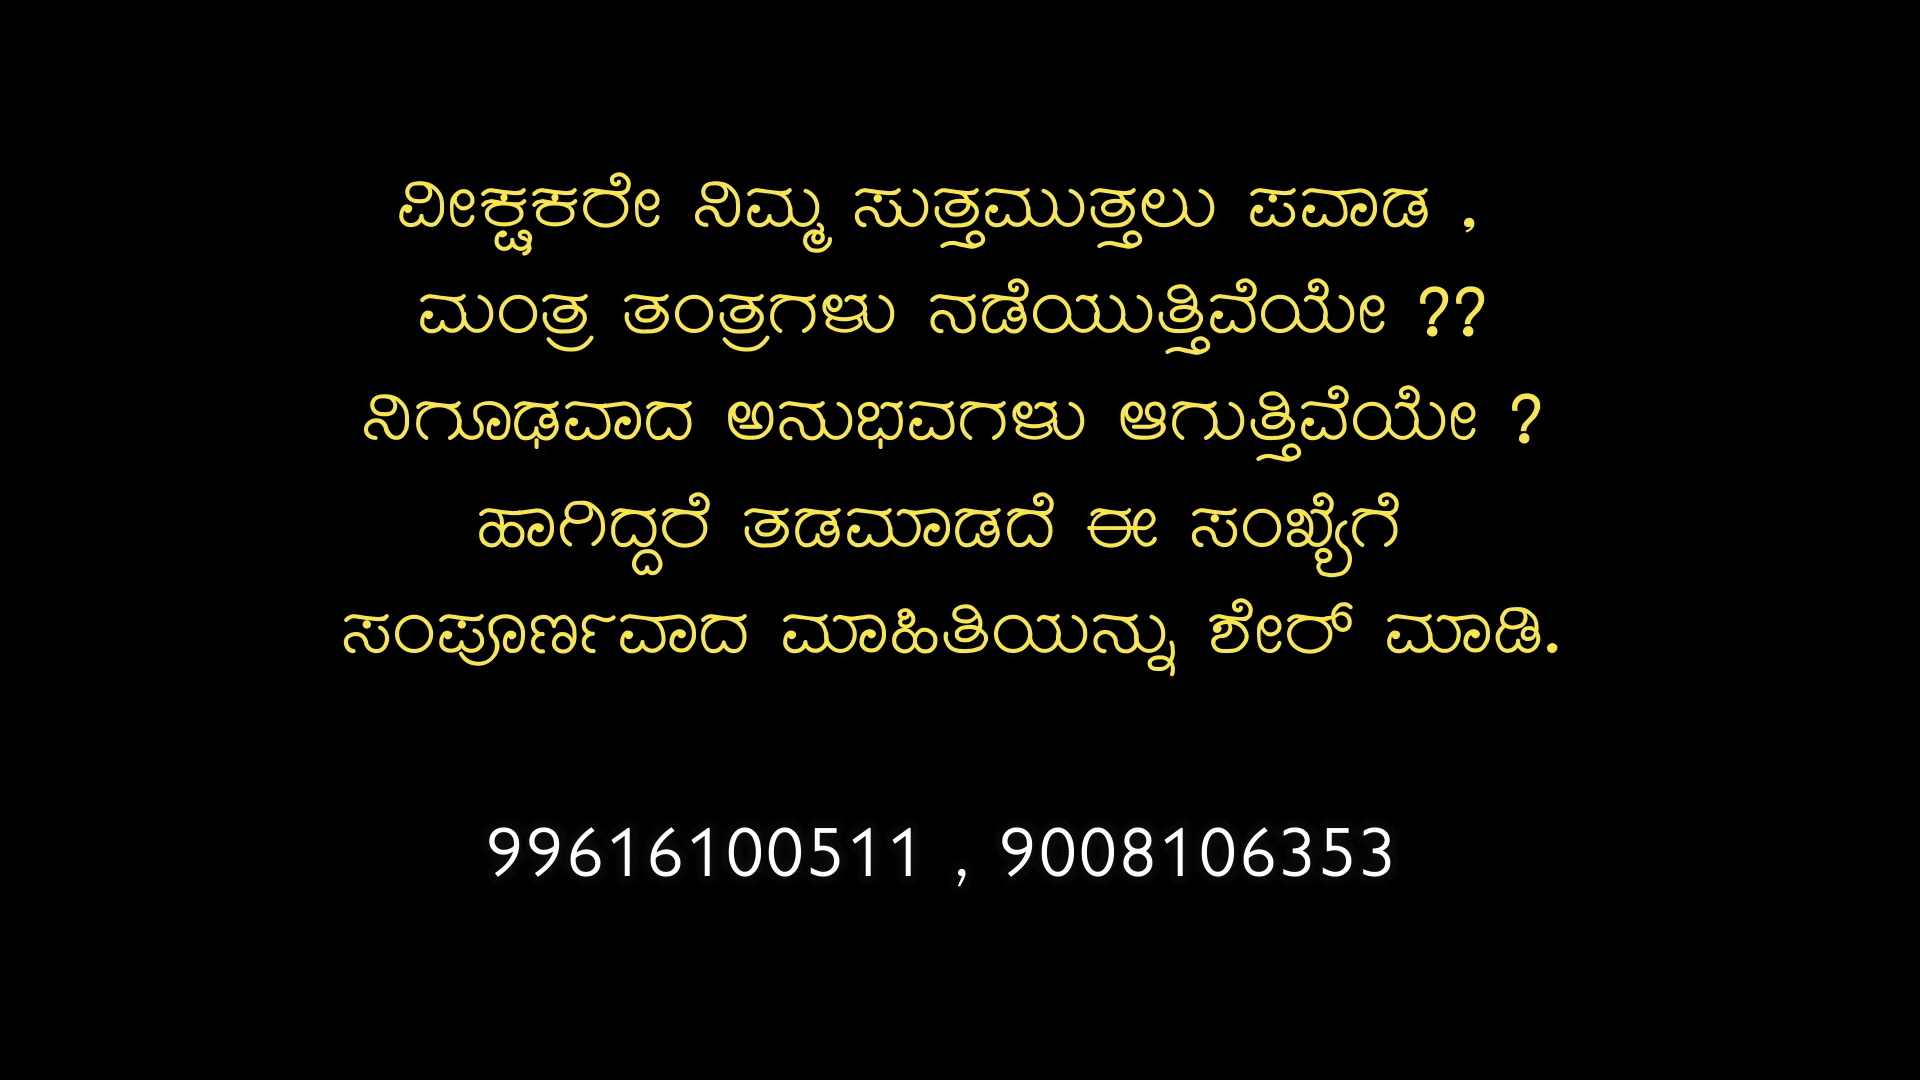 ವೀಕ್ಷಕರೇ ನಿಮ್ಮ ಸುತ್ತಮುತ್ತಲು ಪವಾಡ ,
ಮಂತ್ರ ತಂತ್ರಗಳು ನಡೆಯುತ್ತಿವೆಯೇ ??
ನಿಗೂಢವಾದ ಅನುಭವಗಳು ಆಗುತ್ತಿವೆಯೇ ?
ಹಾಗಿದ್ದರೆ ತಡಮಾಡದೆ ಈ ಸಂಖ್ಯೆಗೆ
ಸಂಪೂರ್ಣವಾದ ಮಾಹಿತಿಯನ್ನು ಶೇರ್ ಮಾಡಿ.
99616100511 , 9008106353